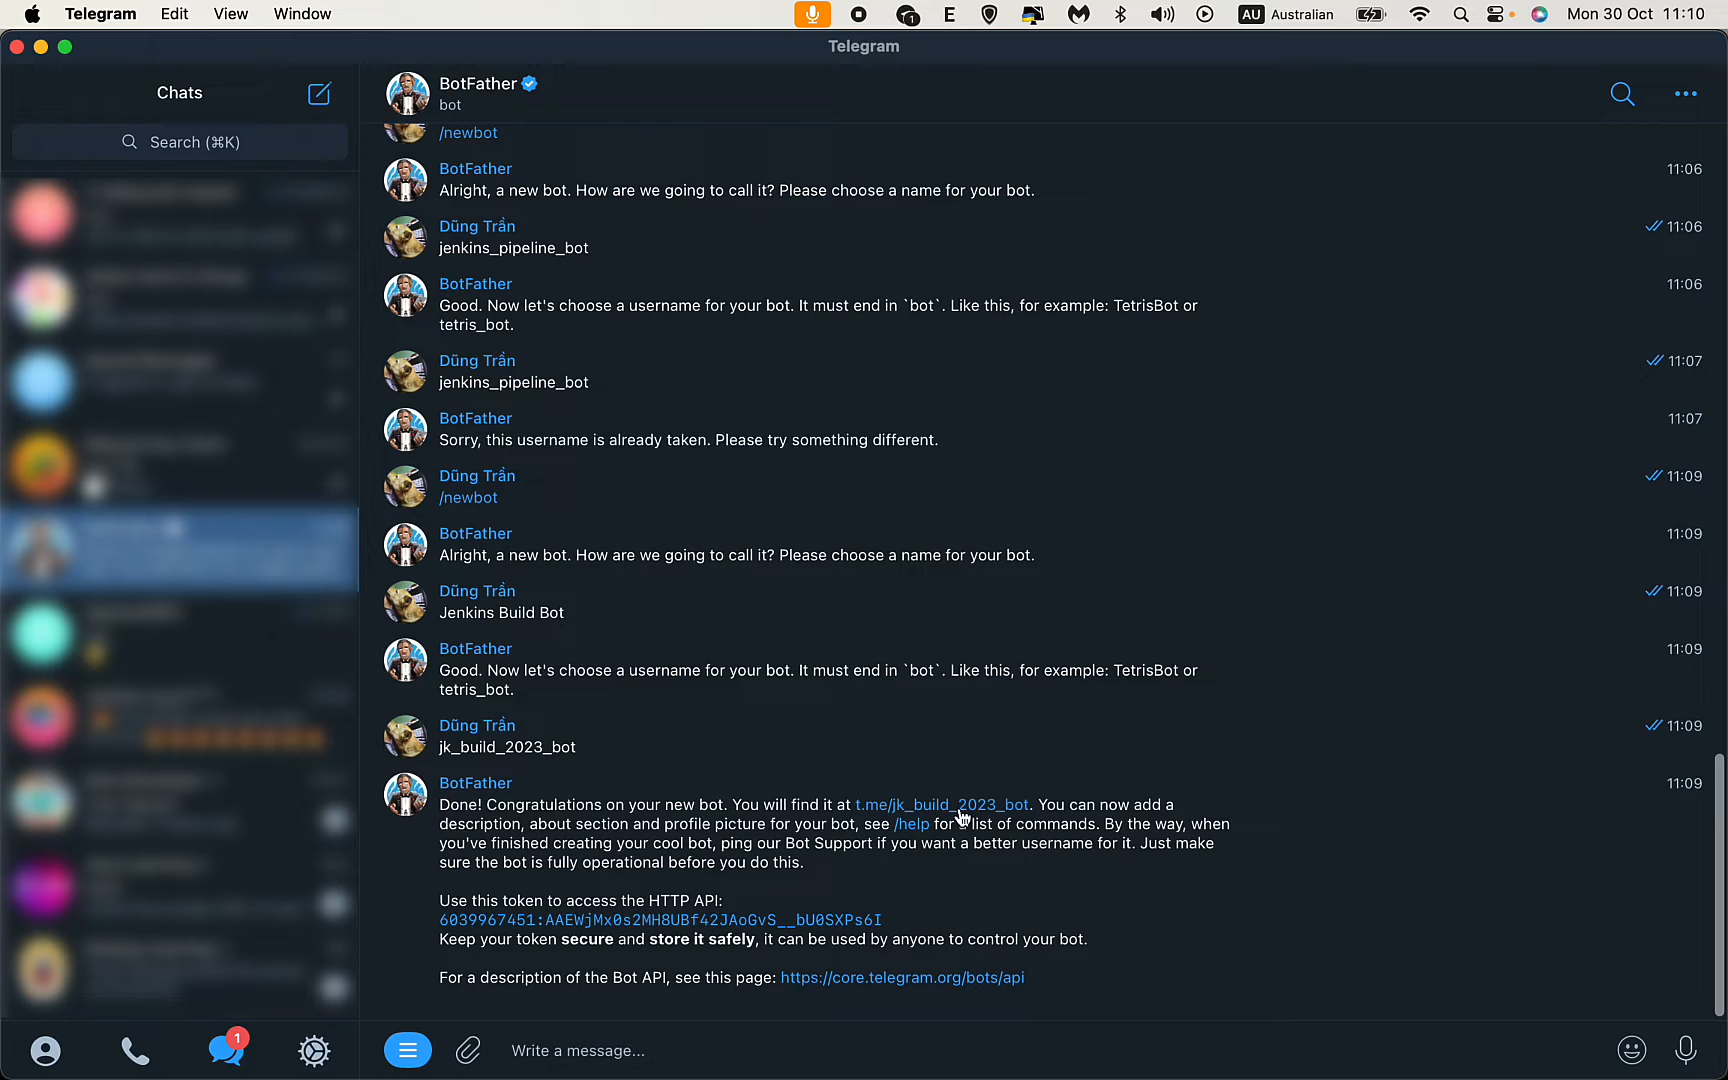 Telegram Edit View Window
1 E AU Australian Mon 30 Oct 11:10
Telegram
Chats
Search (⌘K)
BotFather
bot
/newbot
BotFather 11:06
Alright, a new bot. How are we going to call it? Please choose a name for your bot.
Dũng Trần 11:06
jenkins_pipeline_bot
BotFather 11:06
Good. Now let's choose a username for your bot. It must end in `bot`. Like this, for example: TetrisBot or
tetris_bot.
Dũng Trần 11:07
jenkins_pipeline_bot
BotFather 11:07
Sorry, this username is already taken. Please try something different.
Dũng Trần 11:09
/newbot
BotFather 11:09
Alright, a new bot. How are we going to call it? Please choose a name for your bot.
Dũng Trần 11:09
Jenkins Build Bot
BotFather 11:09
Good. Now let's choose a username for your bot. It must end in `bot`. Like this, for example: TetrisBot or
tetris_bot.
Dũng Trần 11:09
jk_build_2023_bot
BotFather 11:09
Done! Congratulations on your new bot. You will find it at t.me/jk_build_2023_bot. You can now add a
description, about section and profile picture for your bot, see /help for a list of commands. By the way, when
you've finished creating your cool bot, ping our Bot Support if you want a better username for it. Just make
sure the bot is fully operational before you do this.
Use this token to access the HTTP API:
6039967451:AAEWjMx0s2MH8UBf42JAoGvS__bU0SXPs6I
Keep your token secure and store it safely, it can be used by anyone to control your bot.
For a description of the Bot API, see this page: https://core.telegram.org/bots/api
1
Write a message...